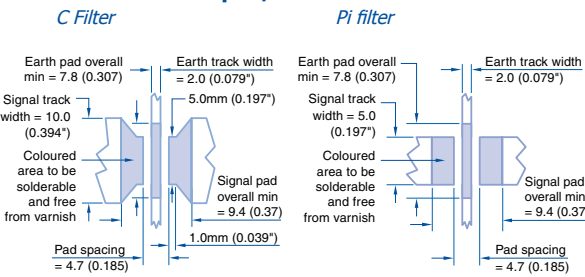 C Filter
Pi filter
Earth pad overall
min = 7.8 (0.307)
Earth track width
= 2.0 (0.079")
Signal track
width = 10.0
(0.394")
5.0mm (0.197")
Coloured
area to be
solderable
and free
from varnish
Signal pad
overall min
= 9.4 (0.37)
1.0mm (0.039")
Pad spacing
= 4.7 (0.185)
Earth pad overall
min = 7.8 (0.307)
Earth track width
= 2.0 (0.079")
Signal track
width = 5.0
(0.197")
Coloured
area to be
solderable
and free
from varnish
Signal pad
overall min
= 9.4 (0.37
Pad spacing
= 4.7 (0.185)